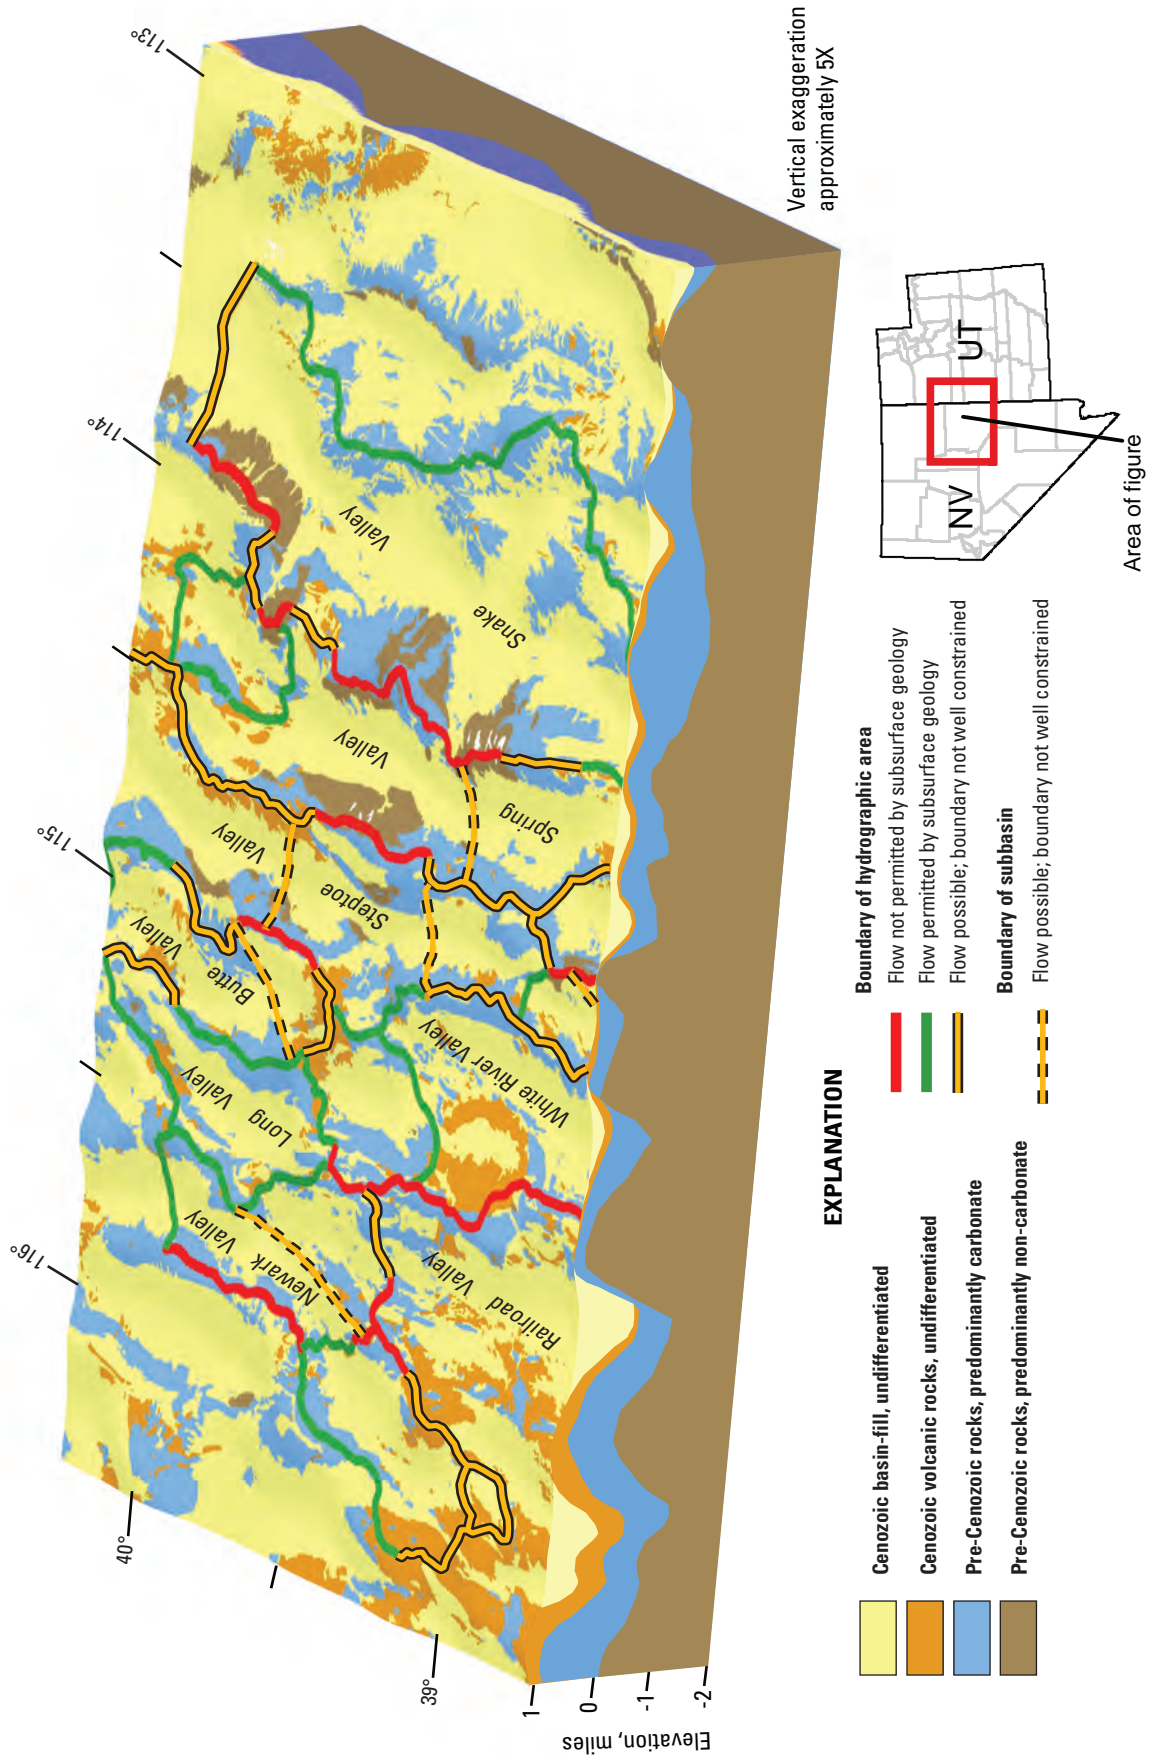 113°
114°
115°
116°
40°
39°
Valley
Snake
Valley
Spring
Valley
Steptoe
Valley
Butte
White River Valley
Valley
Long
Valley
Newark
Valley
Railroad
1
0
-1
-2
Elevation, miles
Vertical exaggeration
approximately 5X
EXPLANATION
Cenozoic basin-fill, undifferentiated
Cenozoic volcanic rocks, undifferentiated
Pre-Cenozoic rocks, predominantly carbonate
Pre-Cenozoic rocks, predominantly non-carbonate
Boundary of hydrographic area
Flow not permitted by subsurface geology
Flow permitted by subsurface geology
Flow possible; boundary not well constrained
Boundary of subbasin
Flow possible; boundary not well constrained
NV
UT
Area of figure